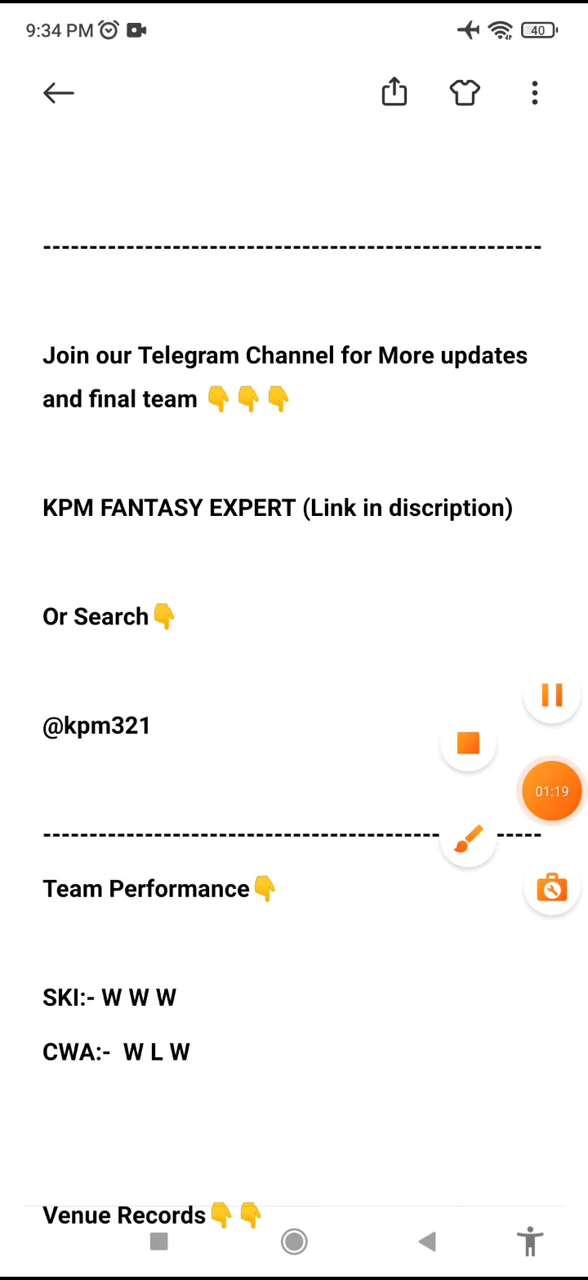 9:34 PM
40
-----------------------------------------------------
Join our Telegram Channel for More updates
and final team 👇👇👇
KPM FANTASY EXPERT (Link in discription)
Or Search👇
@kpm321
01:19
-----------------------------------------------------
Team Performance👇
SKI:- W W W
CWA:- W L W
Venue Records👇👇